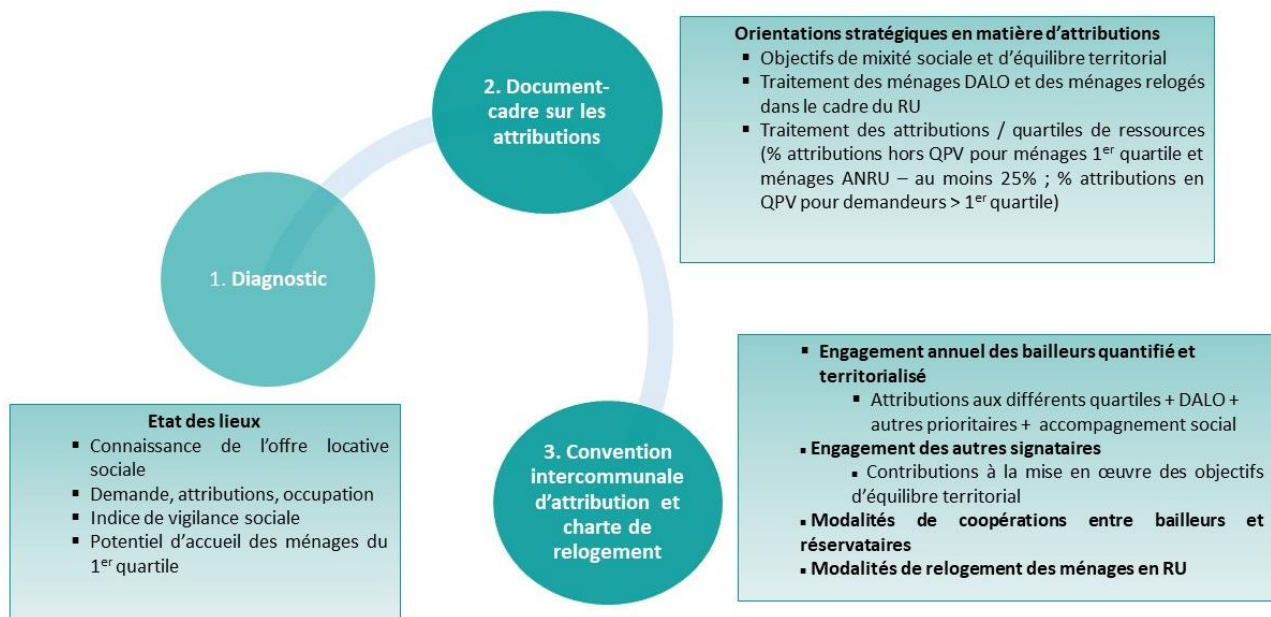 1. Diagnostic
Etat des lieux
▪ Connaissance de l'offre locative
sociale
▪ Demande, attributions, occupation
▪ Indice de vigilance sociale
▪ Potentiel d'accueil des ménages du
1er quartile
2. Document-
cadre sur les
attributions
Orientations stratégiques en matière d'attributions
▪ Objectifs de mixité sociale et d'équilibre territorial
▪ Traitement des ménages DALO et des ménages relogés
dans le cadre du RU
▪ Traitement des attributions / quartiles de ressources
(% attributions hors QPV pour ménages 1er quartile et
ménages ANRU – au moins 25% ; % attributions en
QPV pour demandeurs > 1er quartile)
3. Convention
intercommunale
d'attribution et
charte de
relogement
▪ Engagement annuel des bailleurs quantifié et
territorialisé
▪ Attributions aux différents quartiles + DALO +
autres prioritaires + accompagnement social
▪ Engagement des autres signataires
▪ Contributions à la mise en œuvre des objectifs
d'équilibre territorial
▪ Modalités de coopérations entre bailleurs et
réservataires
▪ Modalités de relogement des ménages en RU